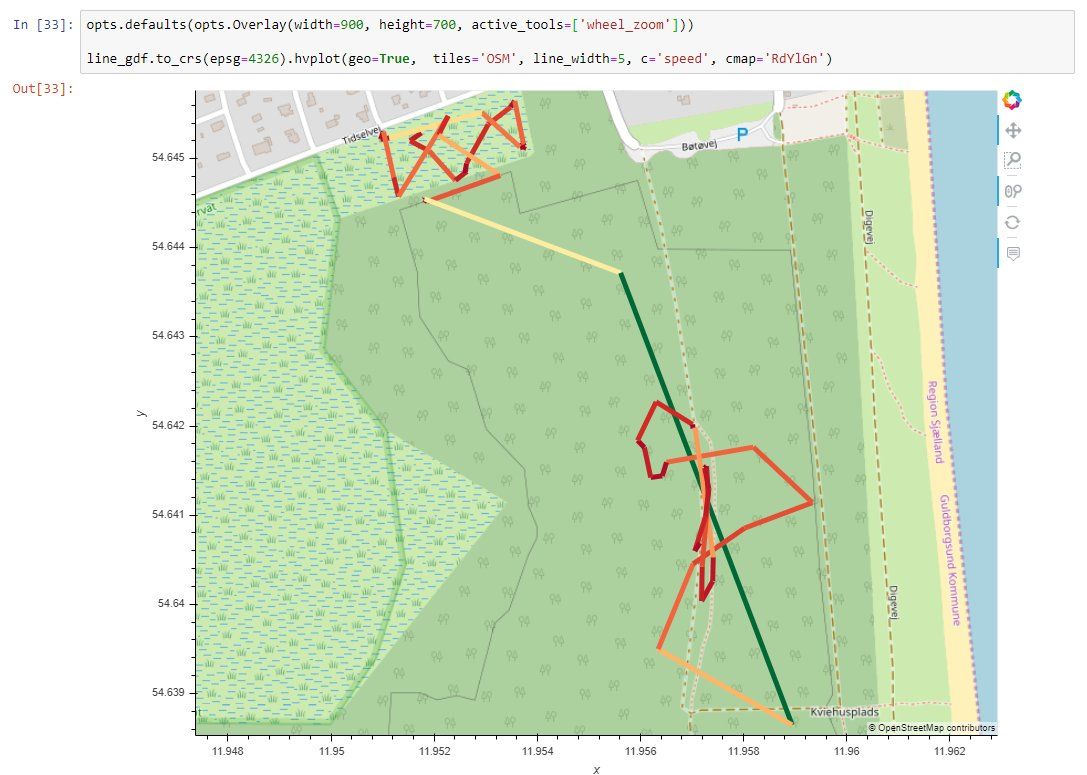 In [33]:
opts.defaults(opts.Overlay(width=900, height=700, active_tools=['wheel_zoom']))
line_gdf.to_crs(epsg=4326).hvplot(geo=True,  tiles='OSM', line_width=5, c='speed', cmap='RdYlGn')
Out[33]:
Tidselvej
P
Bøtøvej
54.645
rvat
Digevej
54.644
54.643
y
54.642
Region Sjælland
54.641
Guldborgsund Kommune
54.64
Digevej
54.639
Kviehusplads
© OpenStreetMap contributors
11.948
11.95
11.952
11.954
11.956
11.958
11.96
11.962
x